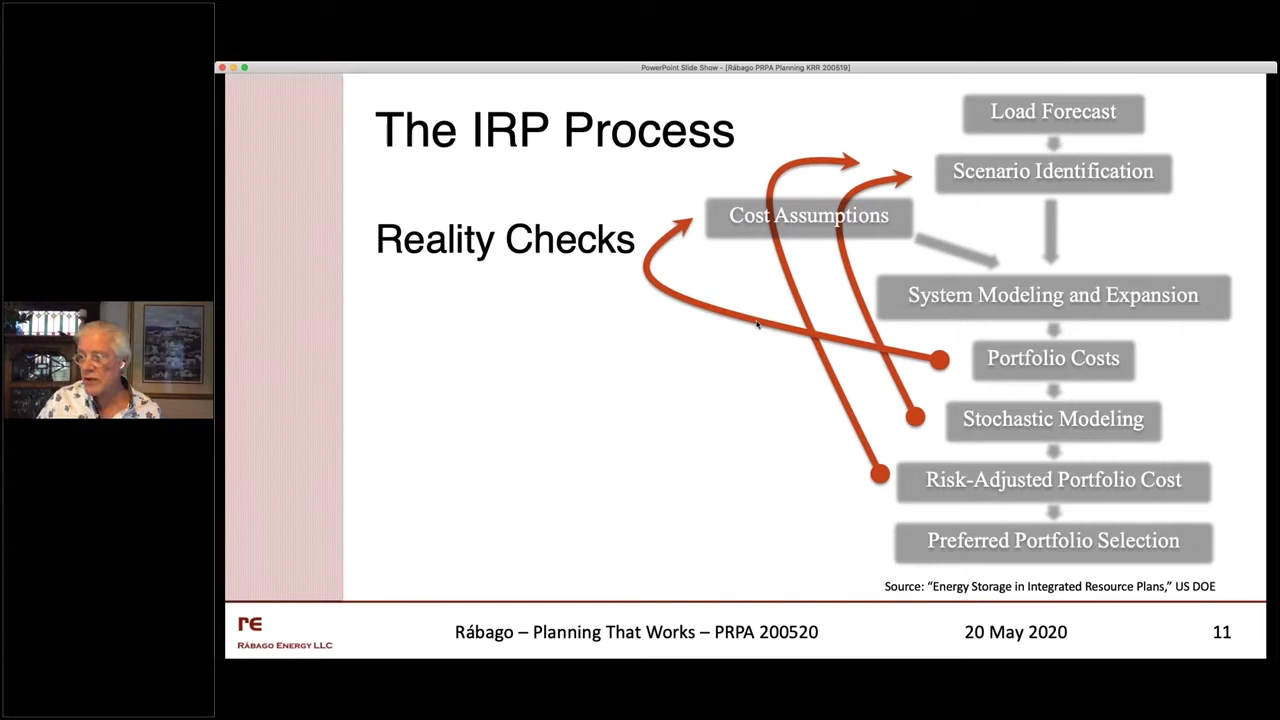 PowerPoint Slide Show - [Rábago PRPA Planning KRR 200519]
The IRP Process
Reality Checks
Load Forecast
Scenario Identification
Cost Assumptions
System Modeling and Expansion
Portfolio Costs
Stochastic Modeling
Risk-Adjusted Portfolio Cost
Preferred Portfolio Selection
Source: “Energy Storage in Integrated Resource Plans,” US DOE
re
RÁBAGO ENERGY LLC
Rábago – Planning That Works – PRPA 200520
20 May 2020
11